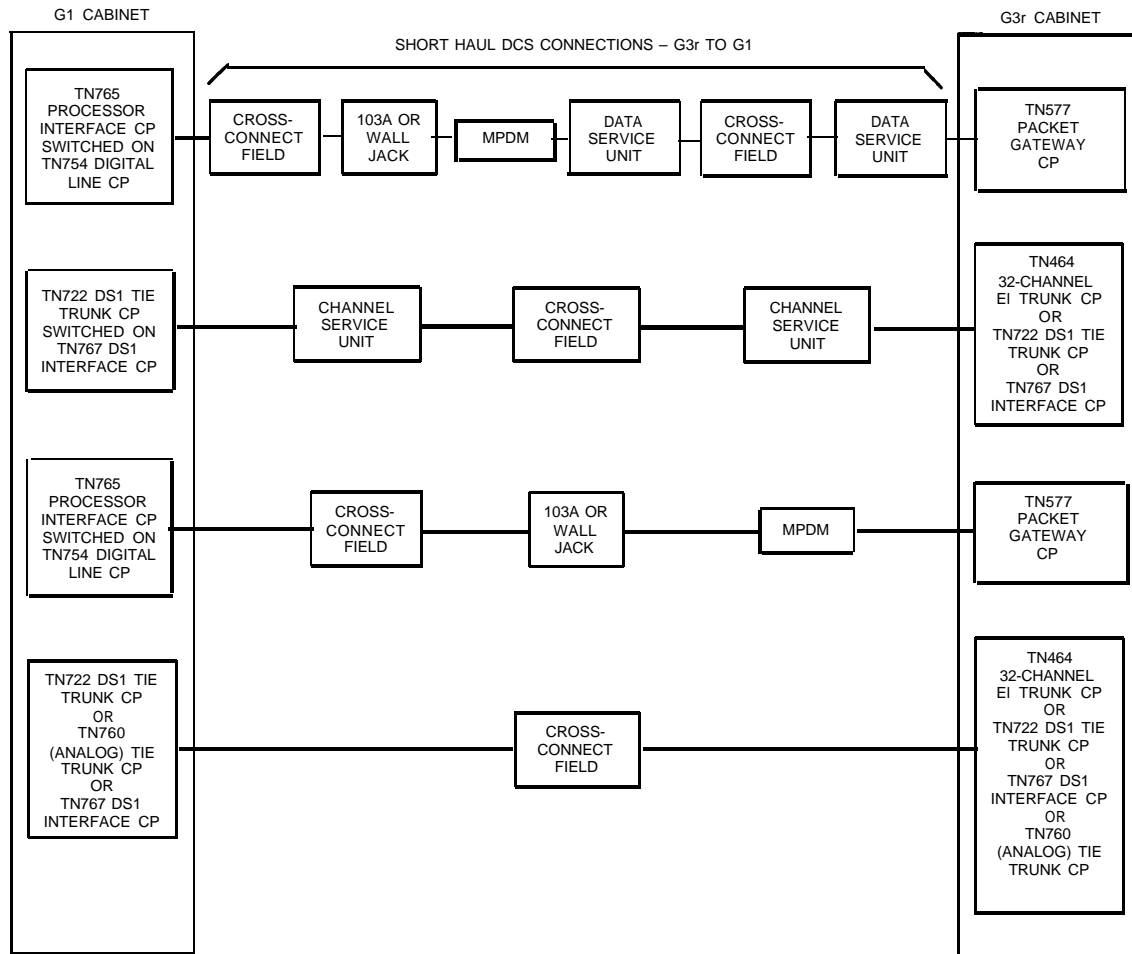 G1 CABINET
G3r CABINET
SHORT HAUL DCS CONNECTIONS – G3r TO G1
TN765
PROCESSOR
INTERFACE CP
SWITCHED ON
TN754 DIGITAL
LINE CP
CROSS-
CONNECT
FIELD
103A OR
WALL
JACK
MPDM
DATA
SERVICE
UNIT
CROSS-
CONNECT
FIELD
DATA
SERVICE
UNIT
TN577
PACKET
GATEWAY
CP
TN722 DS1 TIE
TRUNK CP
SWITCHED ON
TN767 DS1
INTERFACE CP
CHANNEL
SERVICE
UNIT
CROSS-
CONNECT
FIELD
CHANNEL
SERVICE
UNIT
TN464
32-CHANNEL
EI TRUNK CP
OR
TN722 DS1 TIE
TRUNK CP
OR
TN767 DS1
INTERFACE CP
TN765
PROCESSOR
INTERFACE CP
SWITCHED ON
TN754 DIGITAL
LINE CP
CROSS-
CONNECT
FIELD
103A OR
WALL
JACK
MPDM
TN577
PACKET
GATEWAY
CP
TN722 DS1 TIE
TRUNK CP
OR
TN760
(ANALOG) TIE
TRUNK CP
OR
TN767 DS1
INTERFACE CP
CROSS-
CONNECT
FIELD
TN464
32-CHANNEL
EI TRUNK CP
OR
TN722 DS1 TIE
TRUNK CP
OR
TN767 DS1
INTERFACE CP
OR
TN760
(ANALOG) TIE
TRUNK CP